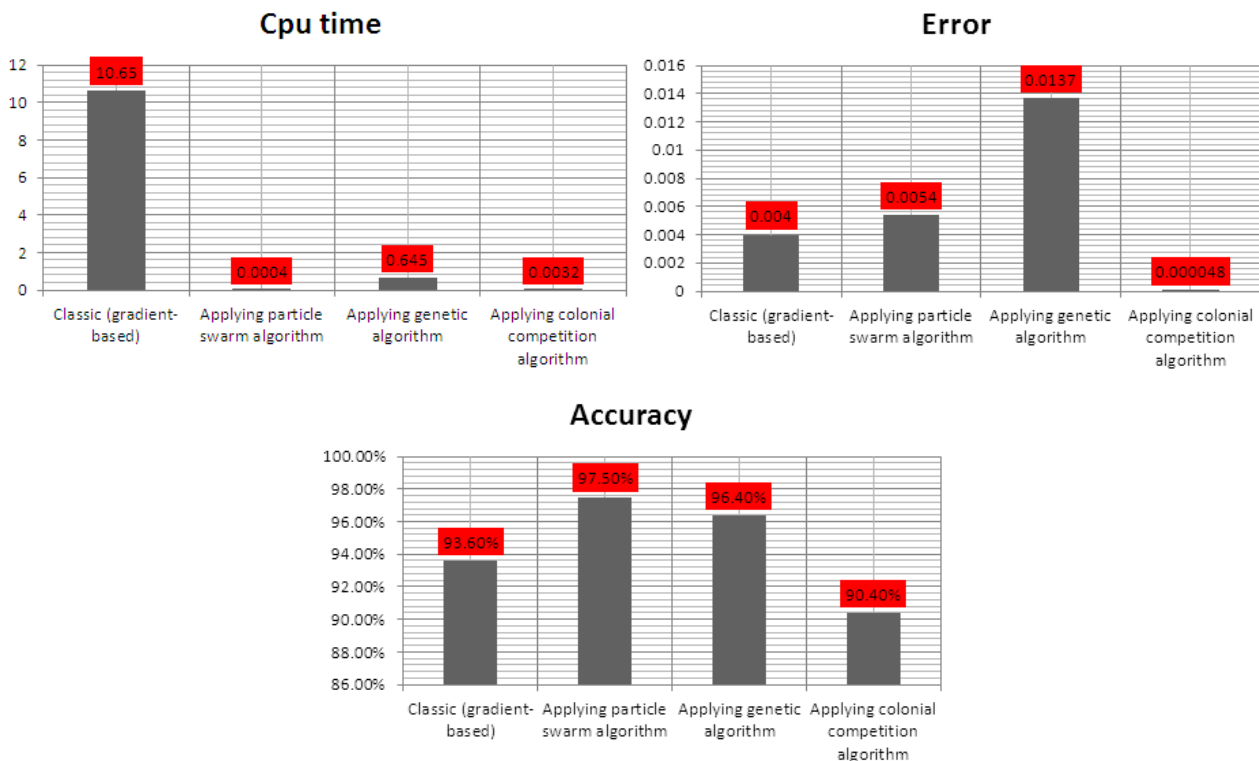 Cpu time
12
10
8
6
4
2
0
10.65
0.0004
0.645
0.0032
Classic (gradient-
based)
Applying particle
swarm algorithm
Applying genetic
algorithm
Applying colonial
competition
algorithm
Error
0.016
0.014
0.012
0.01
0.008
0.006
0.004
0.002
0
0.004
0.0054
0.0137
0.000048
Classic (gradient-
based)
Applying particle
swarm algorithm
Applying genetic
algorithm
Applying colonial
competition
algorithm
Accuracy
100.00%
98.00%
96.00%
94.00%
92.00%
90.00%
88.00%
86.00%
93.60%
97.50%
96.40%
90.40%
Classic (gradient-
based)
Applying particle
swarm algorithm
Applying genetic
algorithm
Applying colonial
competition
algorithm